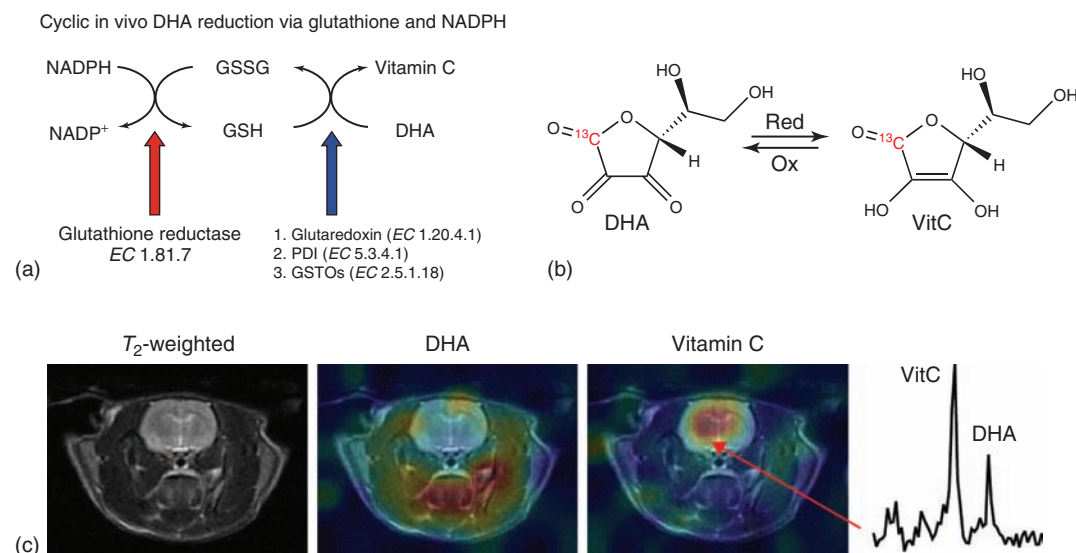 (a)
Cyclic in vivo DHA reduction via glutathione and NADPH
NADPH GSSG Vitamin C
NADP+ GSH DHA
Glutathione reductase
EC 1.81.7
1. Glutaredoxin (EC 1.20.4.1)
2. PDI (EC 5.3.4.1)
3. GSTOs (EC 2.5.1.18)
(b)
HO
OH
O
O
13C
H
O
O
DHA
Red
Ox
HO
OH
O
O
13C
H
HO
OH
VitC
(c)
T2-weighted
DHA
Vitamin C
VitC
DHA